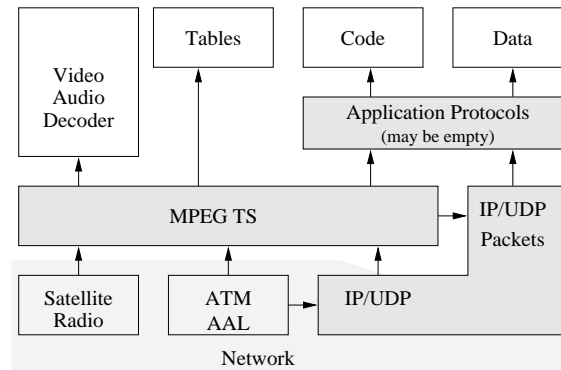 Tables
Code
Data
Video
Audio
Decoder
Application Protocols
(may be empty)
MPEG TS
IP/UDP
Packets
Satellite
Radio
ATM
AAL
IP/UDP
Network